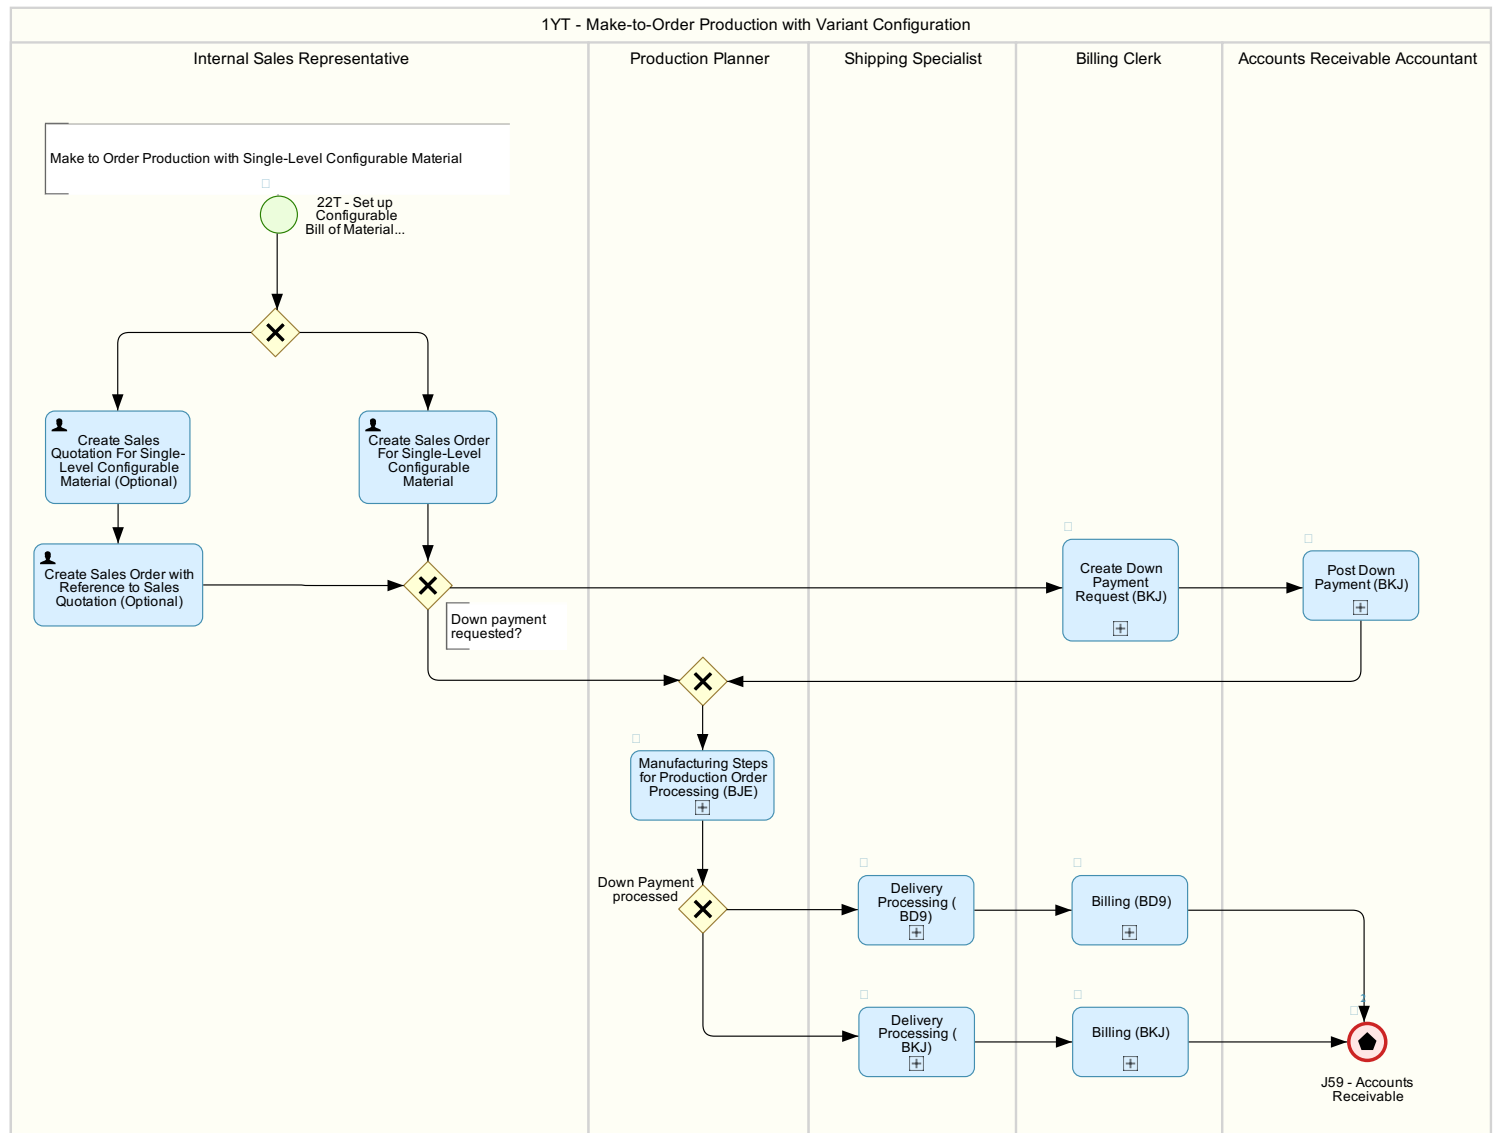 1YT - Make-to-Order Production with Variant Configuration
Internal Sales Representative
Production Planner
Shipping Specialist
Billing Clerk
Accounts Receivable Accountant
Make to Order Production with Single-Level Configurable Material
22T - Set up
Configurable
Bill of Material...
Create Sales
Quotation For Single-
Level Configurable
Material (Optional)
Create Sales Order
For Single-Level
Configurable
Material
Create Sales Order with
Reference to Sales
Quotation (Optional)
Down payment
requested?
Create Down
Payment
Request (BKJ)
Post Down
Payment (BKJ)
Manufacturing Steps
for Production Order
Processing (BJE)
Down Payment
processed
Delivery
Processing (
BD9)
Billing (BD9)
Delivery
Processing (
BKJ)
Billing (BKJ)
2
J59 - Accounts
Receivable